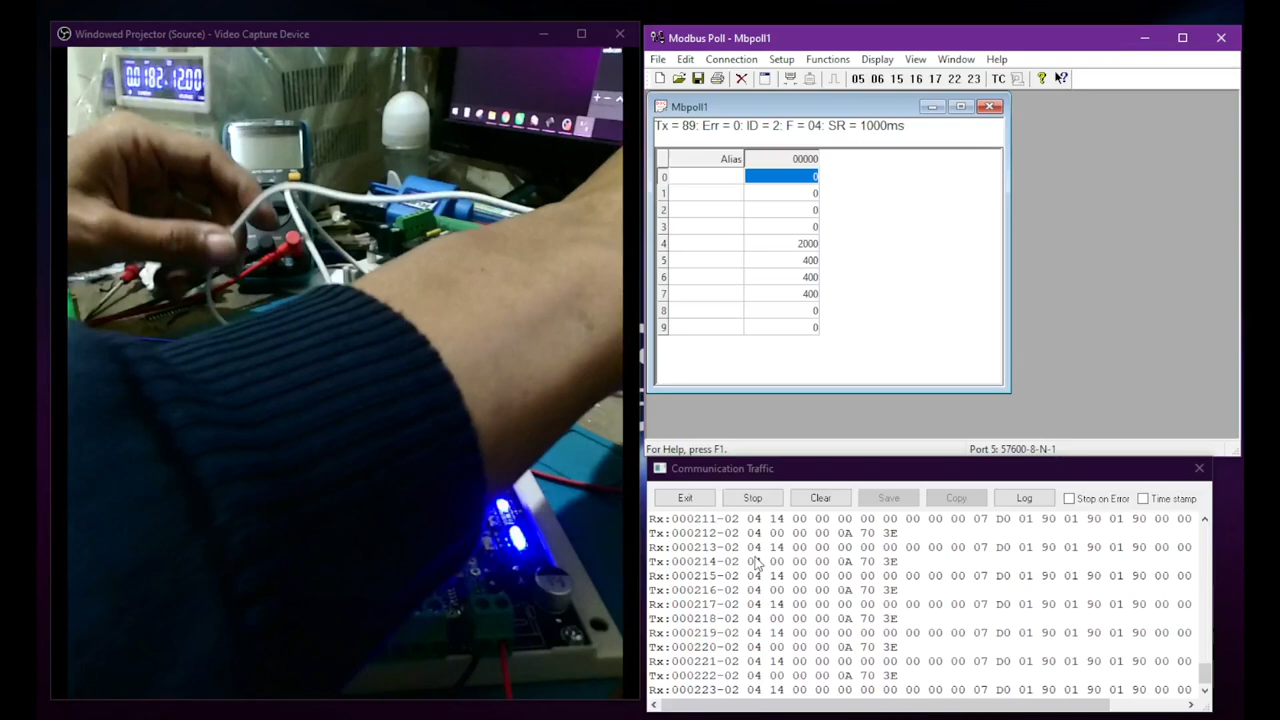 Windowed Projector (Source) - Video Capture Device
0.0182 12.00
Modbus Poll - Mbpoll1
File Edit Connection Setup Functions Display View Window Help
05 06 15 16 17 22 23 TC
Mbpoll1
Tx = 89: Err = 0: ID = 2: F = 04: SR = 1000ms
Alias 00000
0 0
1 0
2 0
3 0
4 2000
5 400
6 400
7 400
8 0
9 0
For Help, press F1. Port 5: 57600-8-N-1
Communication Traffic
Exit Stop Clear Save Copy Log Stop on Error Time stamp
Rx:000211-02 04 14 00 00 00 00 00 00 00 07 D0 01 90 01 90 01 90 00 00
Tx:000212-02 04 00 00 00 0A 70 3E
Rx:000213-02 04 14 00 00 00 00 00 00 00 07 D0 01 90 01 90 01 90 00 00
Tx:000214-02 04 00 00 00 0A 70 3E
Rx:000215-02 04 14 00 00 00 00 00 00 00 07 D0 01 90 01 90 01 90 00 00
Tx:000216-02 04 00 00 00 0A 70 3E
Rx:000217-02 04 14 00 00 00 00 00 00 00 07 D0 01 90 01 90 01 90 00 00
Tx:000218-02 04 00 00 00 0A 70 3E
Rx:000219-02 04 14 00 00 00 00 00 00 00 07 D0 01 90 01 90 01 90 00 00
Tx:000220-02 04 00 00 00 0A 70 3E
Rx:000221-02 04 14 00 00 00 00 00 00 00 07 D0 01 90 01 90 01 90 00 00
Tx:000222-02 04 00 00 00 0A 70 3E
Rx:000223-02 04 14 00 00 00 00 00 00 00 07 D0 01 90 01 90 01 90 00 00